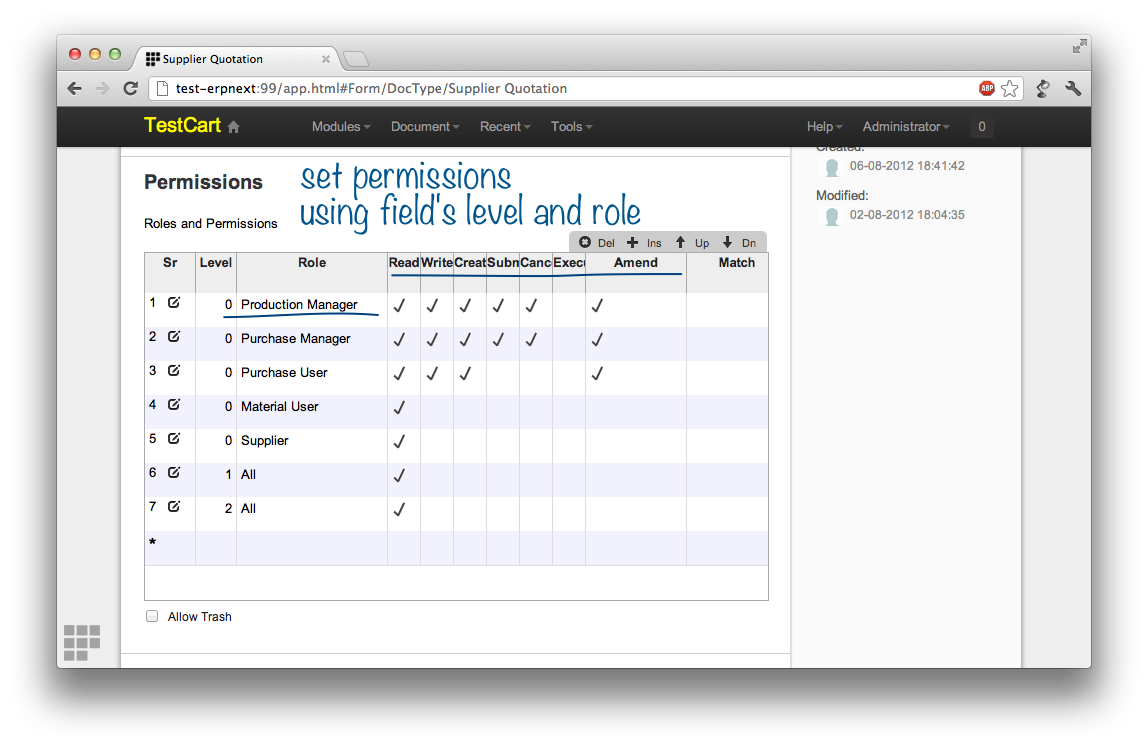 Supplier Quotation
test-erpnext:99/app.html#Form/DocType/Supplier Quotation
ABP
TestCart Modules Document Recent Tools Help Administrator 0
Created:
06-08-2012 18:41:42
Modified:
02-08-2012 18:04:35
Permissions
set permissions
using field's level and role
Roles and Permissions
Del Ins Up Dn
Sr Level Role Read Write Creat Subm Canc Execu Amend Match
1 0 Production Manager
2 0 Purchase Manager
3 0 Purchase User
4 0 Material User
5 0 Supplier
6 1 All
7 2 All
*
Allow Trash